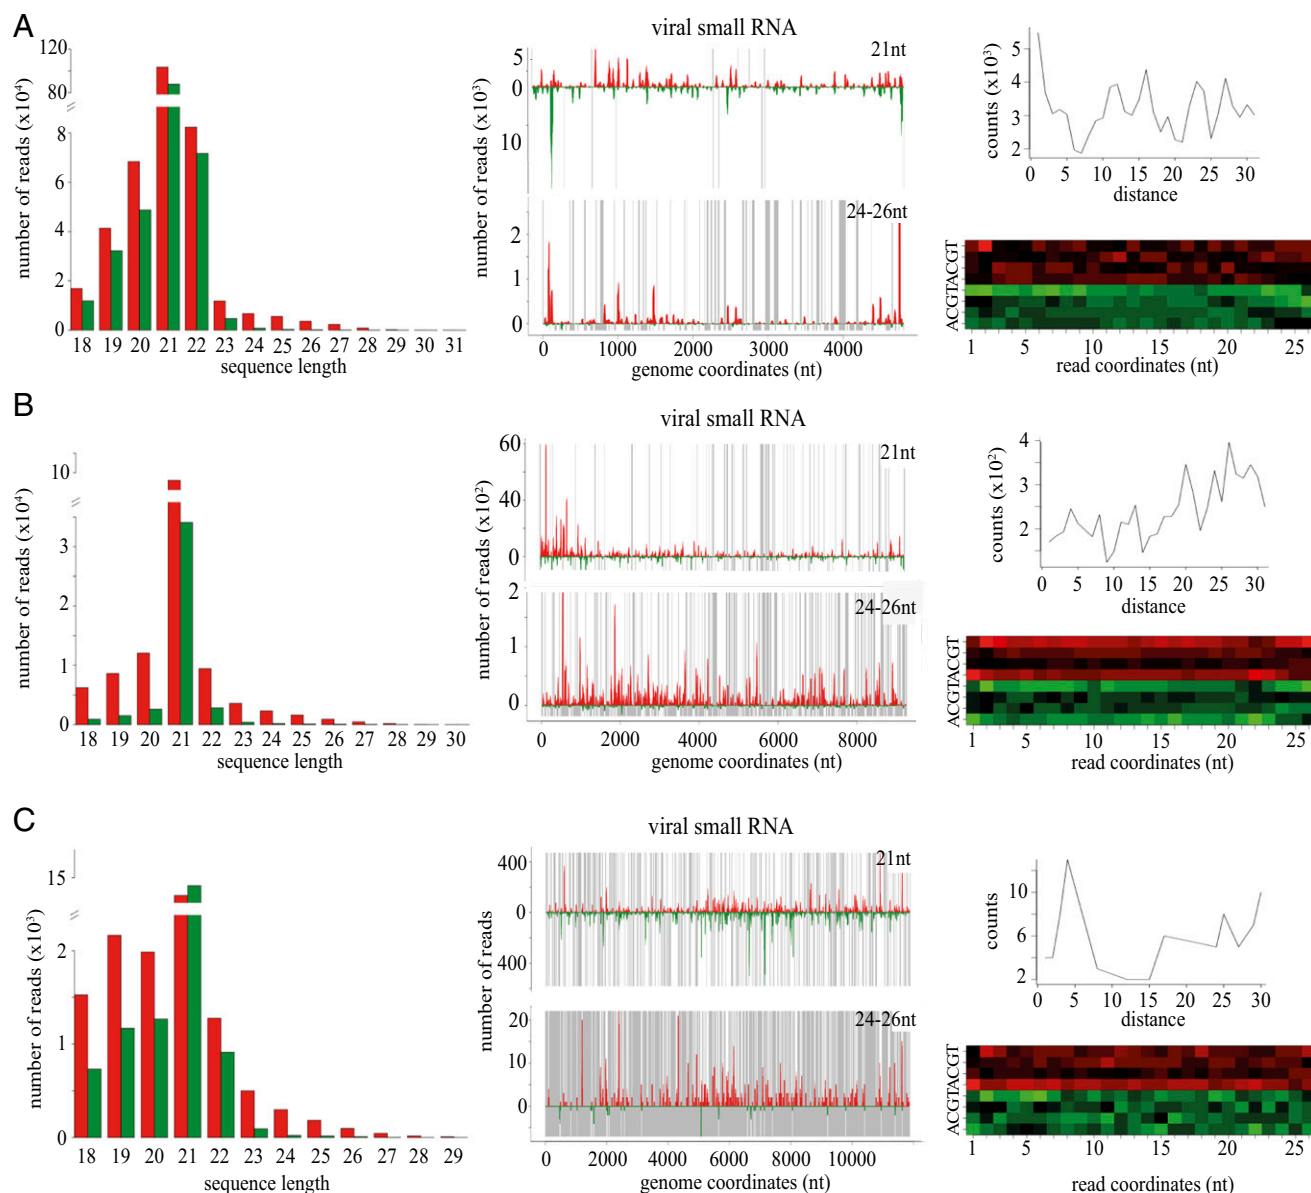 A
viral small RNA
number of reads (x10⁴)
120
80
8
6
4
2
0
18 19 20 21 22 23 24 25 26 27 28 29 30 31
sequence length
number of reads (x10³)
21nt
5
0
10
24-26nt
2
1
0
0 1000 2000 3000 4000
genome coordinates (nt)
counts (x10³)
5
4
3
2
0 5 10 15 20 25 30
distance
ACGTACGT
1 5 10 15 20 25
read coordinates (nt)
B
viral small RNA
number of reads (x10⁴)
10
3
2
1
0
18 19 20 21 22 23 24 25 26 27 28 29 30
sequence length
number of reads (x10²)
21nt
60
40
0
24-26nt
2
1
0
0 2000 4000 6000 8000
genome coordinates (nt)
counts (x10²)
4
3
2
0 5 10 15 20 25 30
distance
ACGTACGT
1 5 10 15 20 25
read coordinates (nt)
C
viral small RNA
number of reads (x10³)
15
2
1
0
18 19 20 21 22 23 24 25 26 27 28 29
sequence length
number of reads
21nt
400
0
400
24-26nt
20
10
0
0 2000 4000 6000 8000 10000
genome coordinates (nt)
counts
10
6
2
0 5 10 15 20 25 30
distance
ACGTACGT
1 5 10 15 20 25
read coordinates (nt)